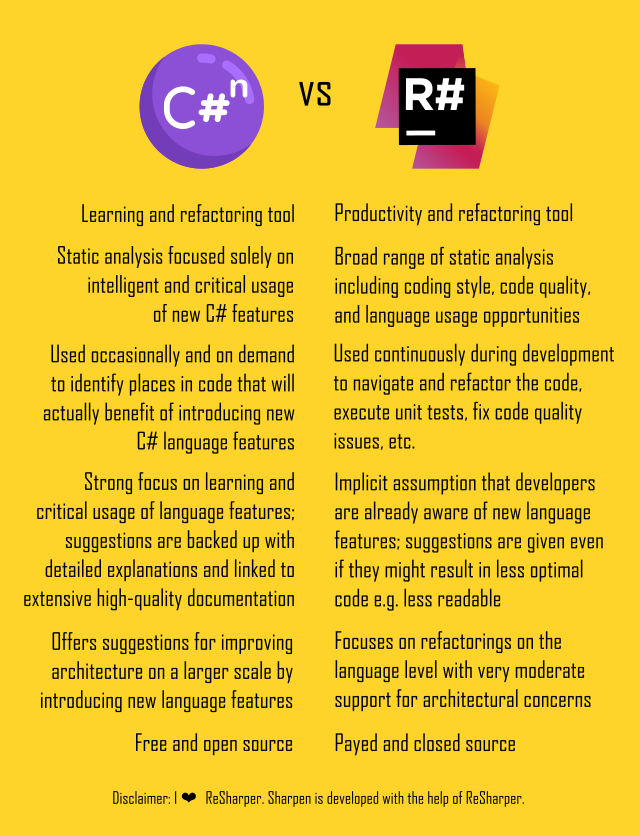 C#n
VS
R#
Learning and refactoring tool
Productivity and refactoring tool
Static analysis focused solely on
intelligent and critical usage
of new C# features
Broad range of static analysis
including coding style, code quality,
and language usage opportunities
Used occasionally and on demand
to identify places in code that will
actually benefit of introducing new
C# language features
Used continuously during development
to navigate and refactor the code,
execute unit tests, fix code quality
issues, etc.
Strong focus on learning and
critical usage of language features;
suggestions are backed up with
detailed explanations and linked to
extensive high-quality documentation
Implicit assumption that developers
are already aware of new language
features; suggestions are given even
if they might result in less optimal
code e.g. less readable
Offers suggestions for improving
architecture on a larger scale by
introducing new language features
Focuses on refactorings on the
language level with very moderate
support for architectural concerns
Free and open source
Payed and closed source
Disclaimer: I ❤ ReSharper. Sharpen is developed with the help of ReSharper.